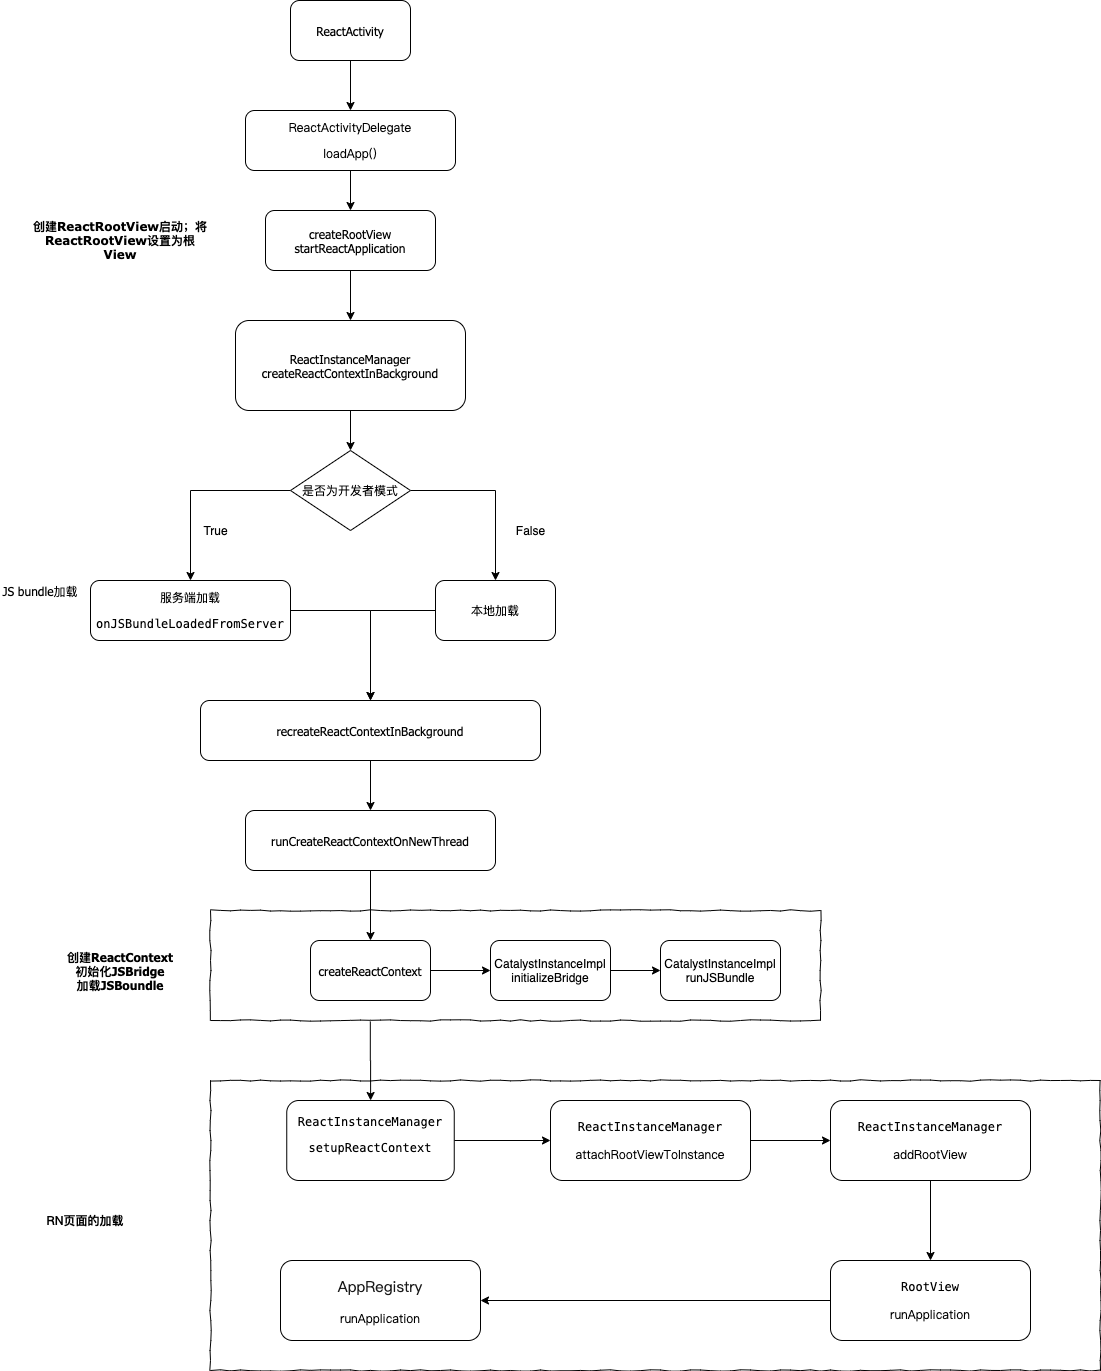 ReactActivity
ReactActivityDelegate
loadApp()
创建ReactRootView启动；将
ReactRootView设置为根
View
createRootView
startReactApplication
ReactInstanceManager
createReactContextInBackground
是否为开发者模式
True
False
JS bundle加载
服务端加载
onJSBundleLoadedFromServer
本地加载
recreateReactContextInBackground
runCreateReactContextOnNewThread
创建ReactContext
初始化JSBridge
加载JSBoundle
createReactContext
CatalystInstanceImpl
initializeBridge
CatalystInstanceImpl
runJSBundle
ReactInstanceManager
setupReactContext
ReactInstanceManager
attachRootViewToInstance
ReactInstanceManager
addRootView
RN页面的加载
AppRegistry
runApplication
RootView
runApplication